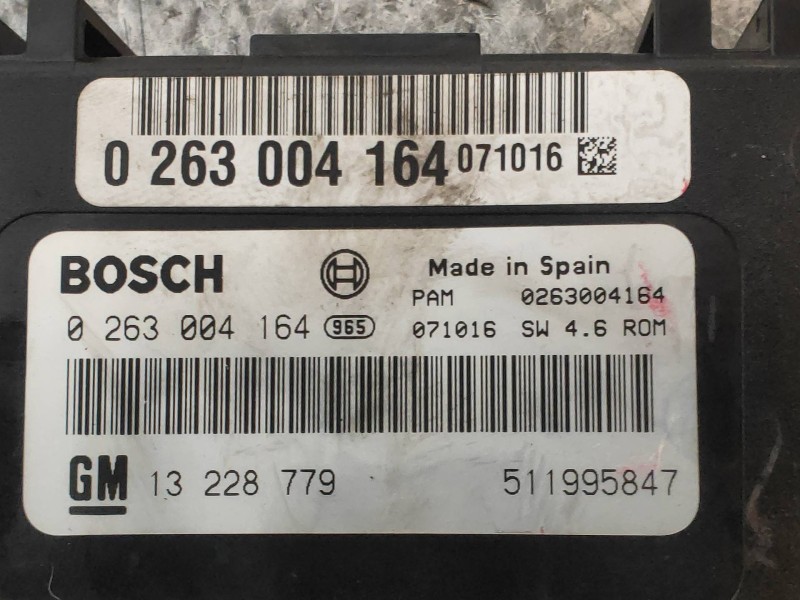 0 263 004 164 071016
BOSCH
Made in Spain
PAM 0263004164
0 263 004 164 965
071016 SW 4.6 ROM
GM 13 228 779 511995847